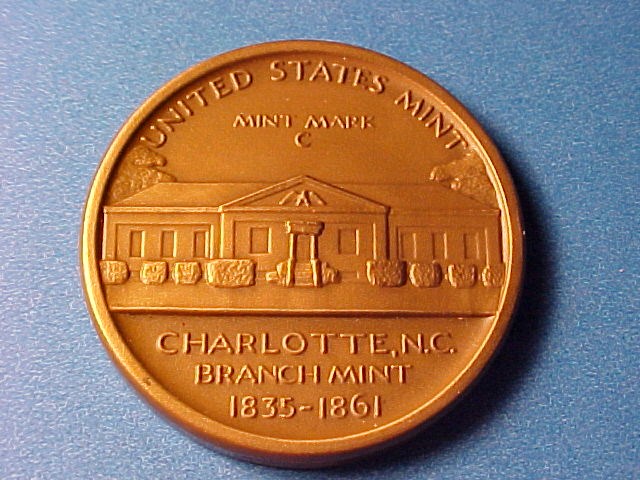 UNITED STATES MINT
MINT MARK
C
CHARLOTTE, N.C.
BRANCH MINT
1835-1861